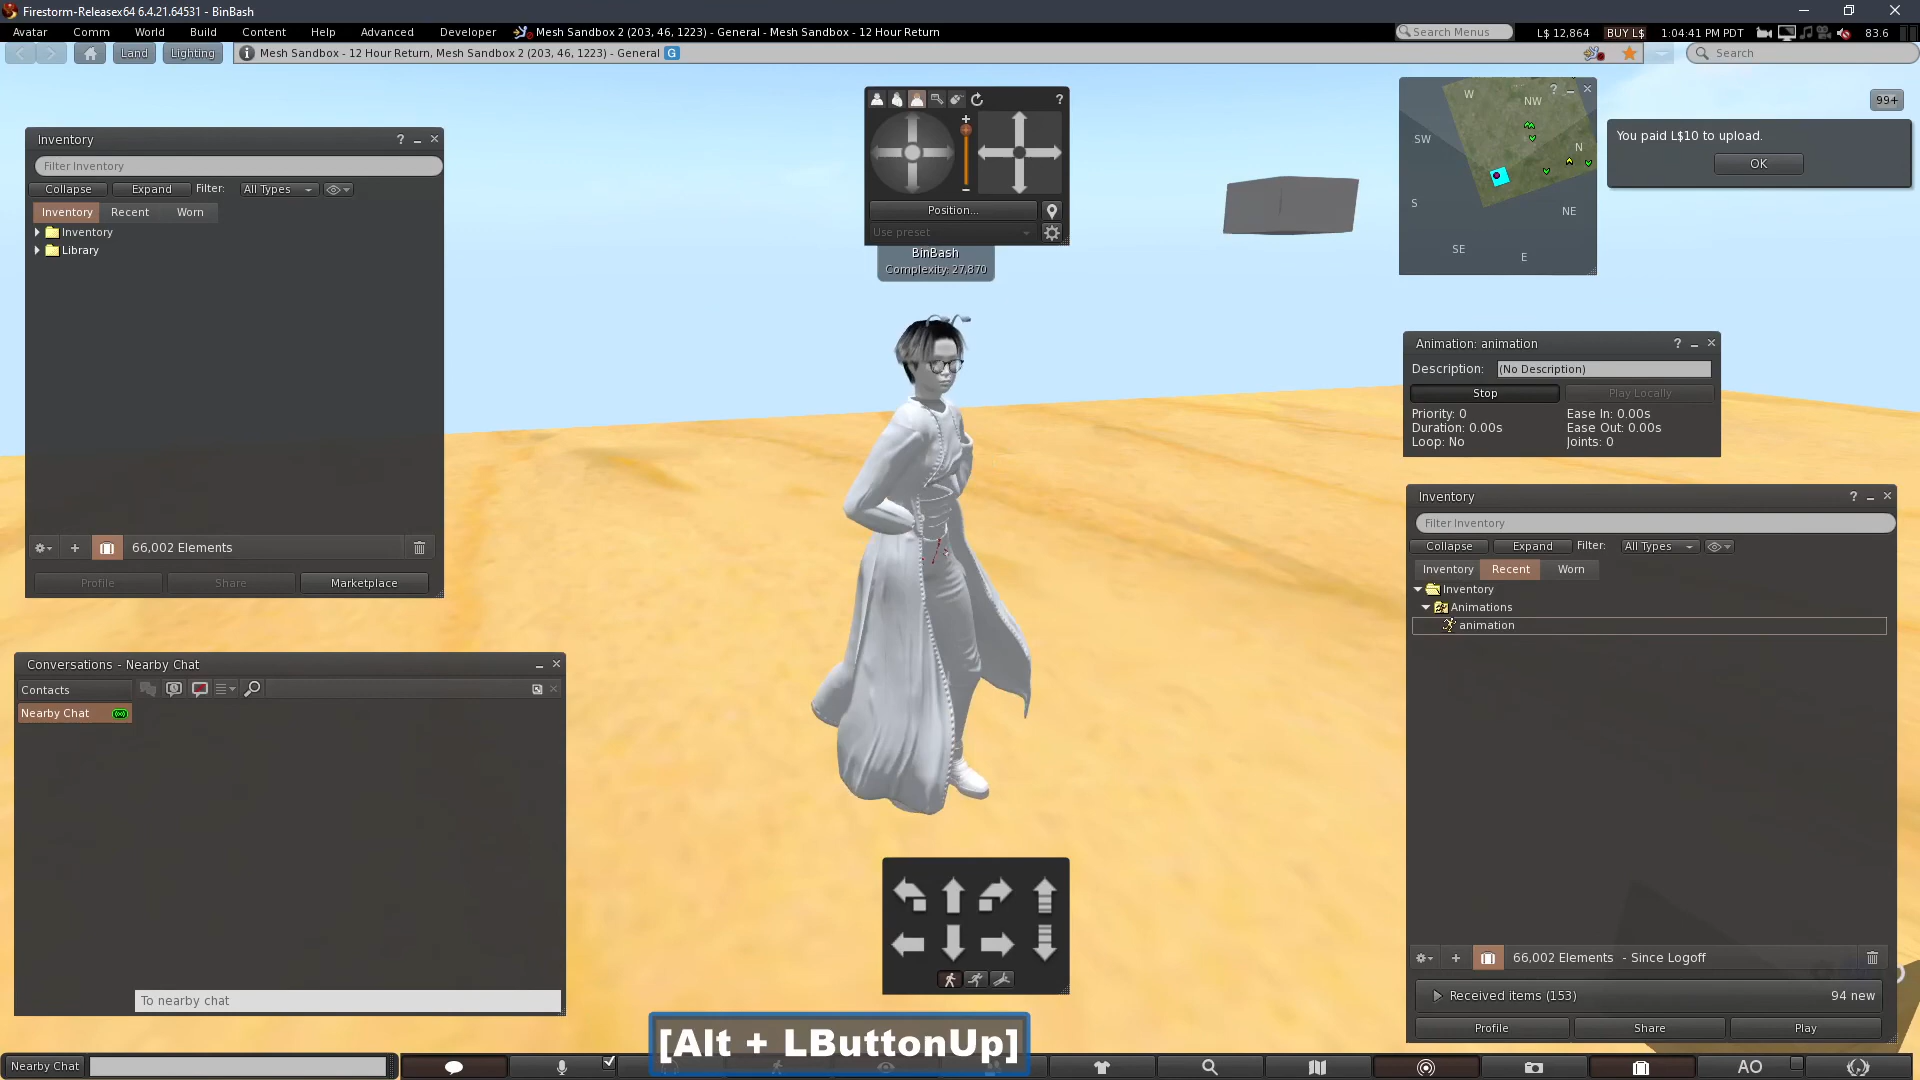 Firestorm-Releasex64 6.4.21.64531 - BinBash
Avatar Comm World Build Content Help Advanced Developer Mesh Sandbox 2 (203, 46, 1223) - General - Mesh Sandbox - 12 Hour Return Search Menus L$ 12,864 BUY L$ 1:04:41 PM PDT 83.6
Land Lighting Mesh Sandbox - 12 Hour Return, Mesh Sandbox 2 (203, 46, 1223) - General G Search
99+
You paid L$10 to upload.
OK
W NW
SW N
S NE
SE E
?
Position...
Use preset
BinBash
Complexity: 27,870
Inventory ?
Filter Inventory
Collapse Expand Filter: All Types
Inventory Recent Worn
Inventory
Library
66,002 Elements
Profile Share Marketplace
Animation: animation ?
Description: (No Description)
Stop Play Locally
Priority: 0 Ease In: 0.00s
Duration: 0.00s Ease Out: 0.00s
Loop: No Joints: 0
Inventory ?
Filter Inventory
Collapse Expand Filter: All Types
Inventory Recent Worn
Inventory
Animations
animation
66,002 Elements - Since Logoff
Received items (153) 94 new
Profile Share Play
Conversations - Nearby Chat
Contacts
Nearby Chat
To nearby chat
[Alt + LButtonUp]
Nearby Chat AO